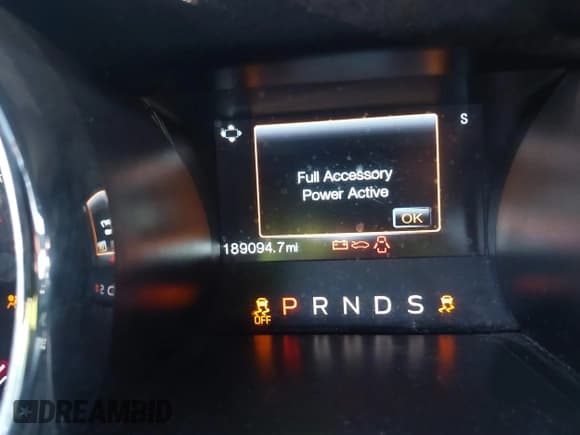 S
Full Accessory
Power Active
OK
189094.7mi
C
OFF
P R N D S
DREAMBID